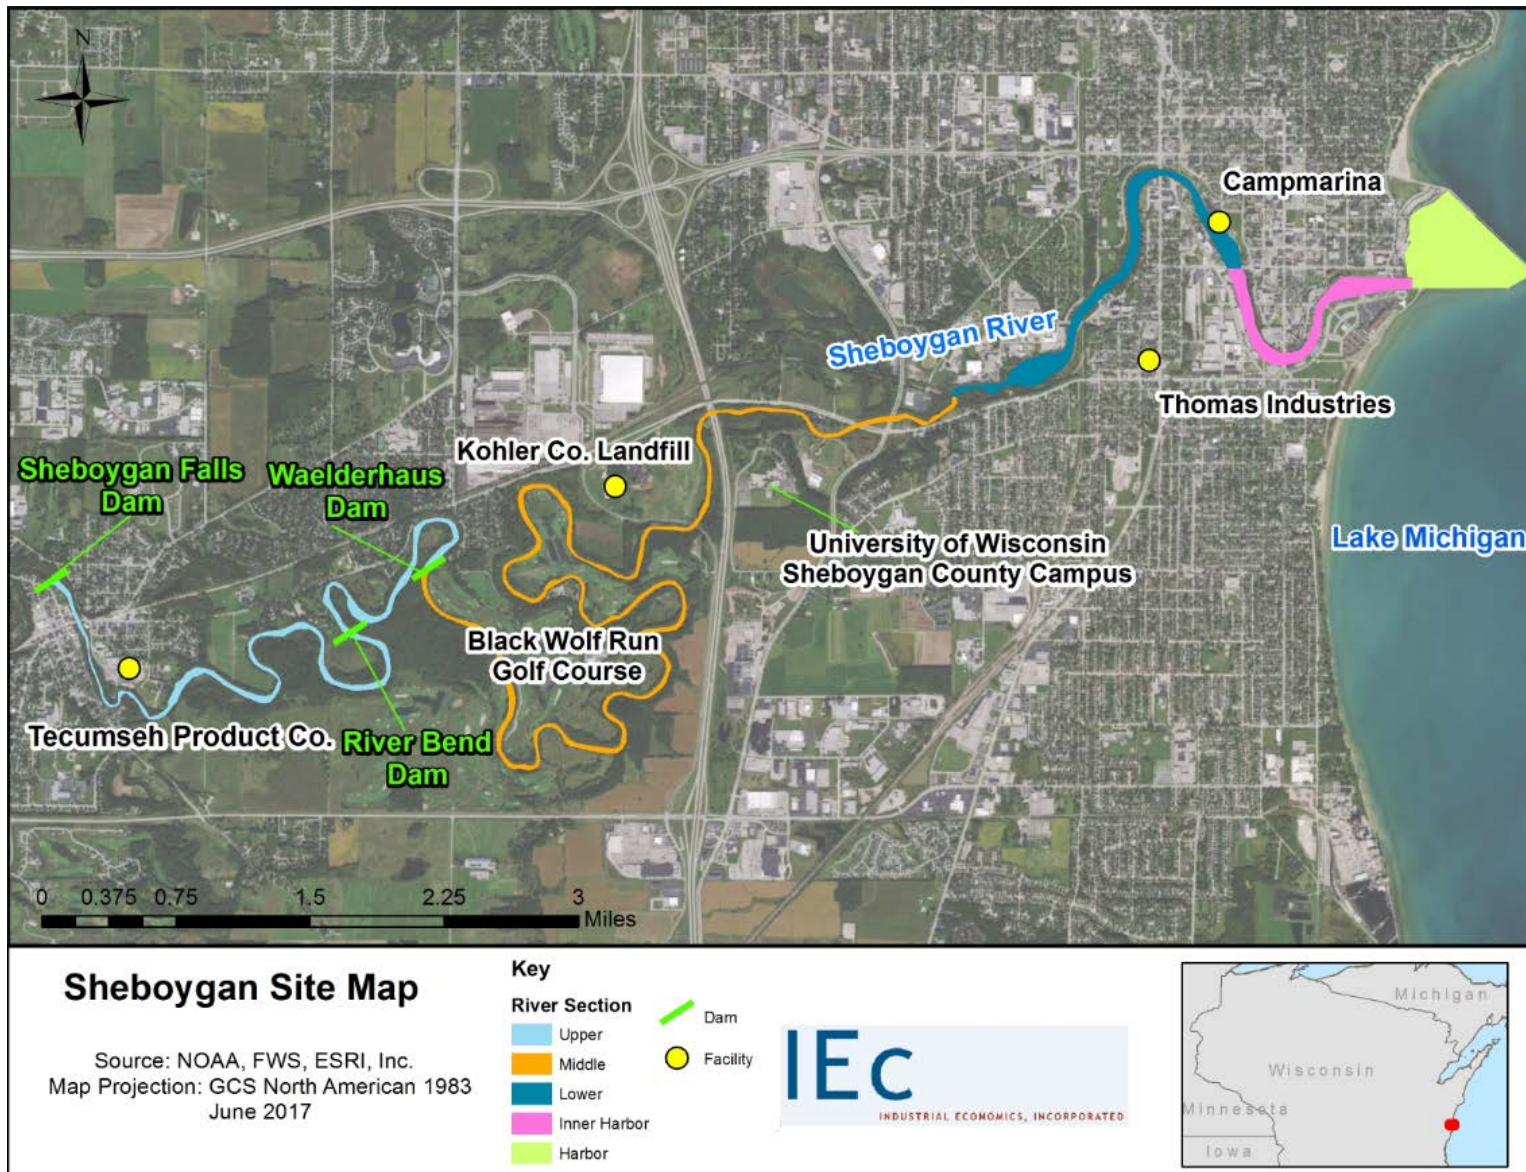 N
Campmarina
Sheboygan River
Thomas Industries
Kohler Co. Landfill
Sheboygan Falls
Dam
Waelderhaus
Dam
University of Wisconsin
Sheboygan County Campus
Lake Michigan
Black Wolf Run
Golf Course
Tecumseh Product Co.
River Bend
Dam
0 0.375 0.75 1.5 2.25 3
Miles
Sheboygan Site Map
Source: NOAA, FWS, ESRI, Inc.
Map Projection: GCS North American 1983
June 2017
Key
River Section
Upper
Middle
Lower
Inner Harbor
Harbor
Dam
Facility
IEc
INDUSTRIAL ECONOMICS, INCORPORATED
Michigan
Wisconsin
Minnesota
Iowa